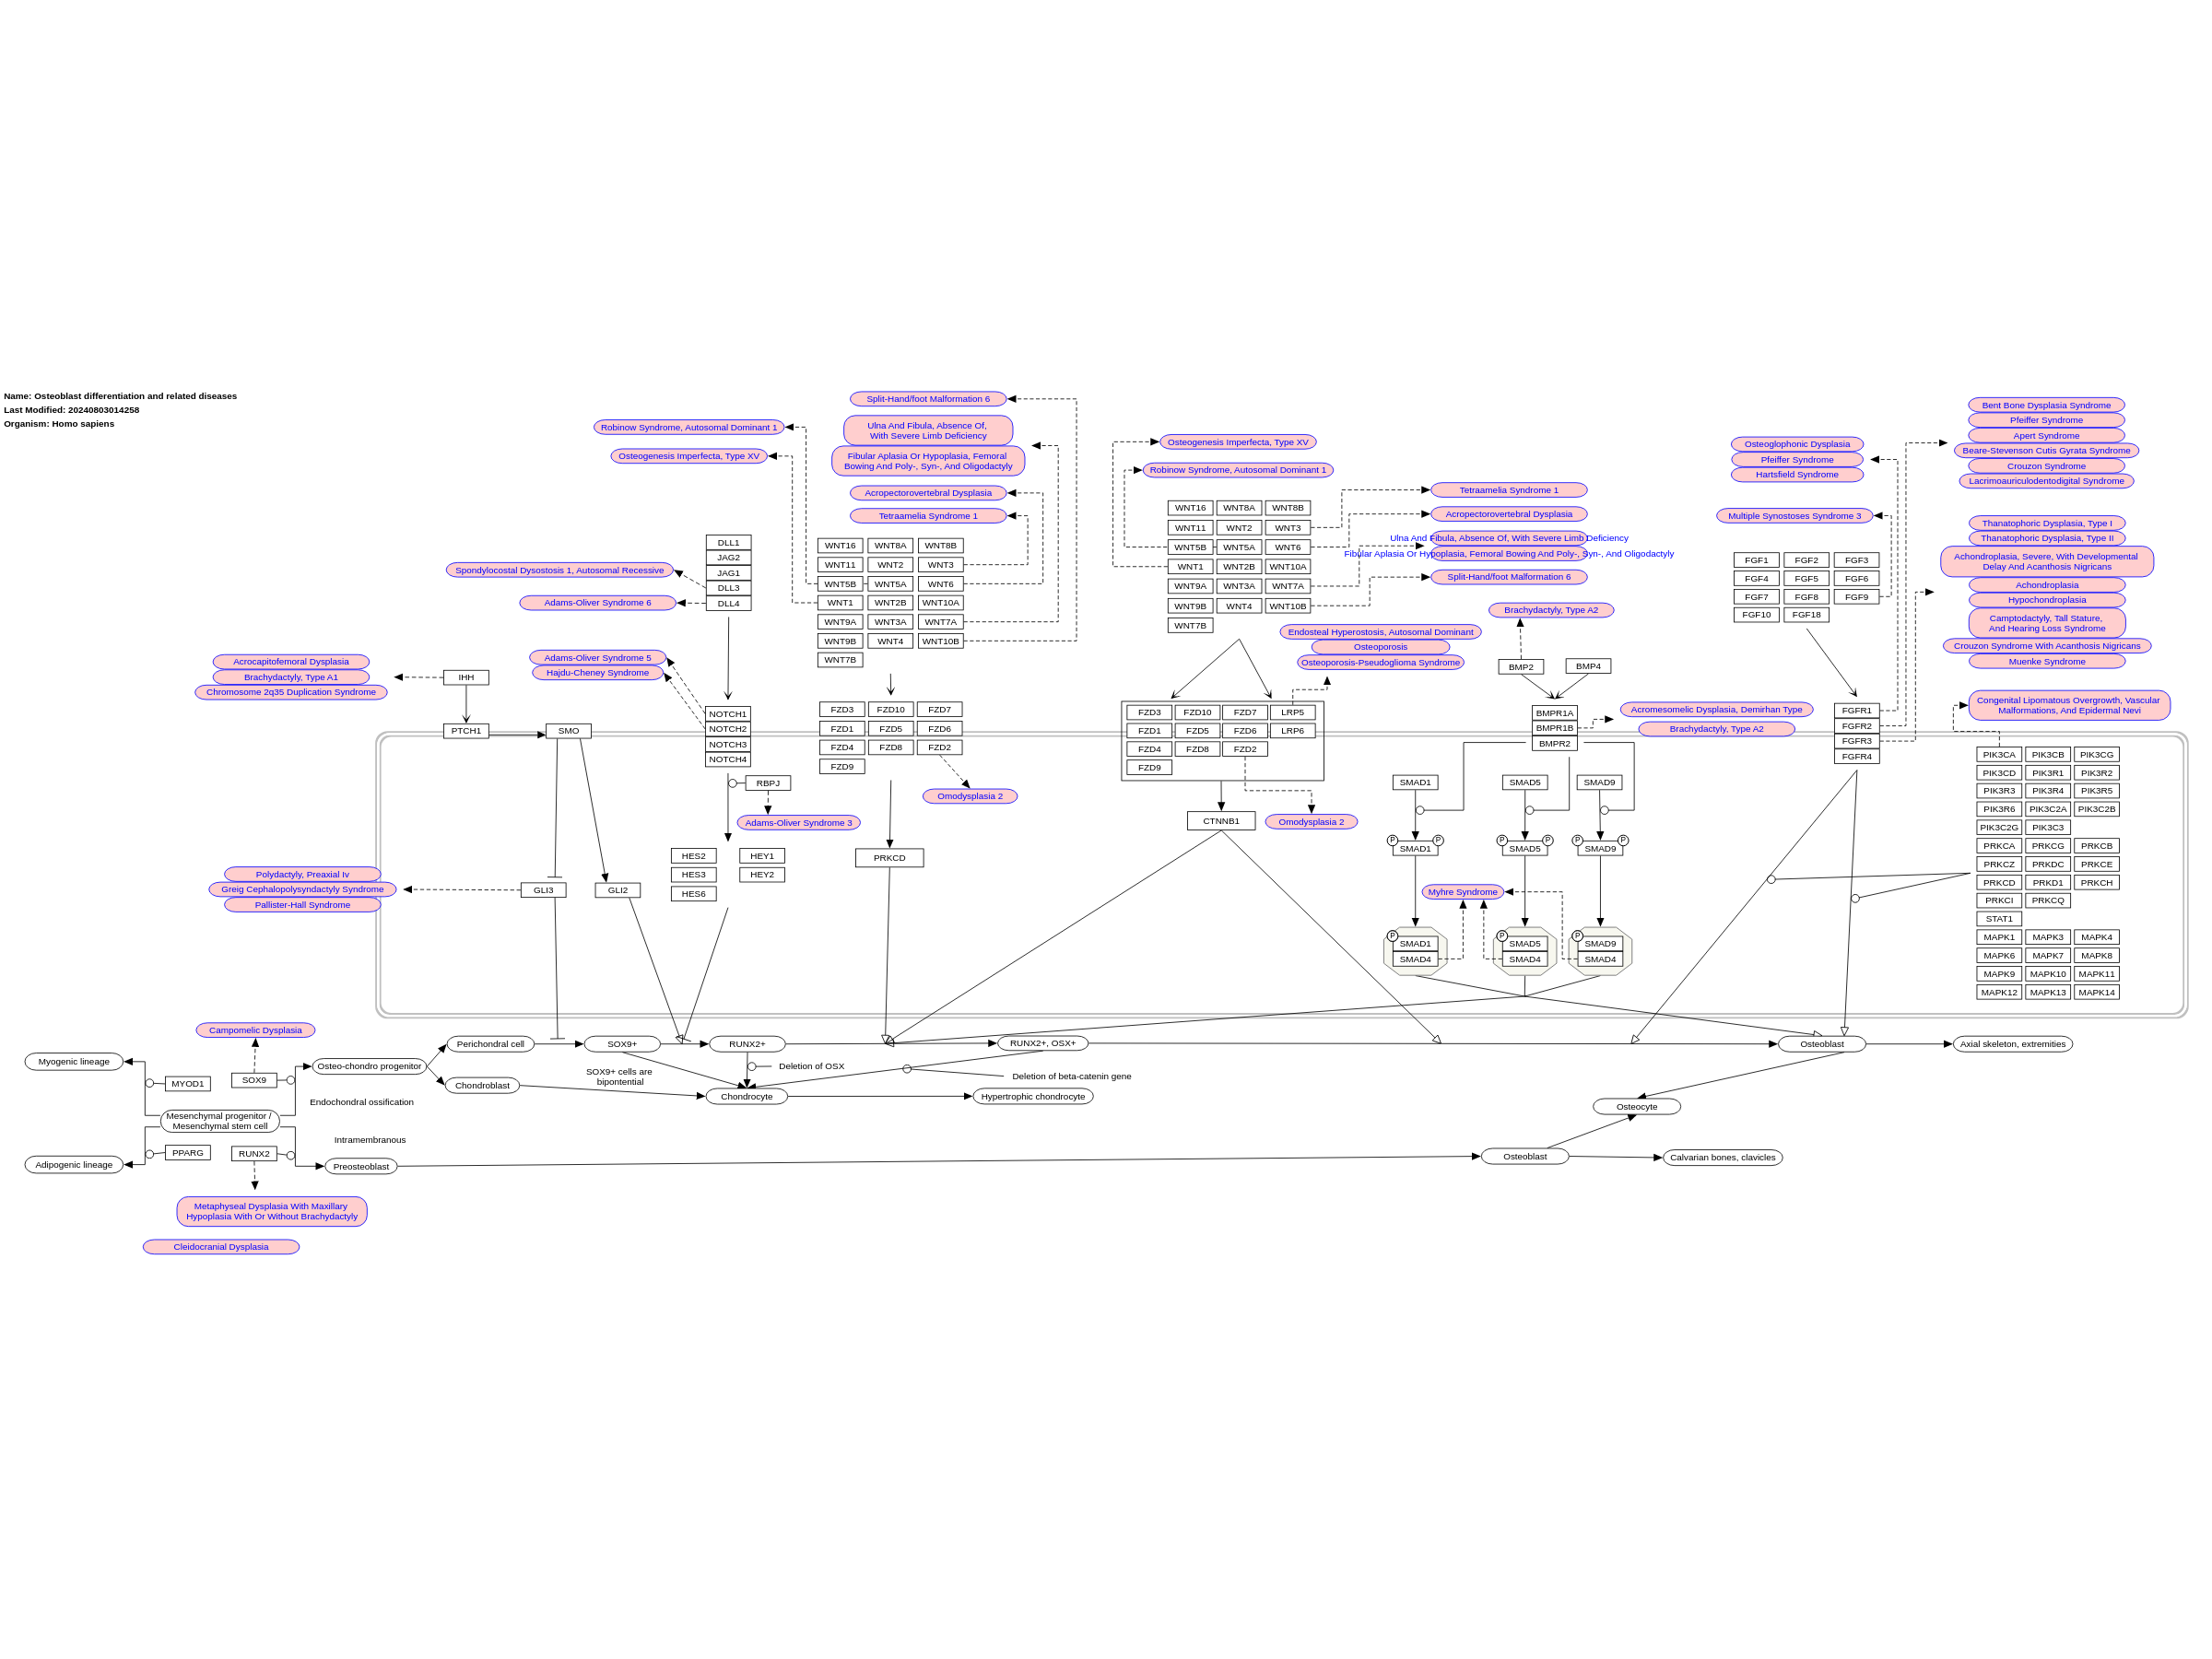 Name: Osteoblast differentiation and related diseases
Last Modified: 20240803014258
Organism: Homo sapiens
Acrocapitofemoral Dysplasia
Brachydactyly, Type A1
Chromosome 2q35 Duplication Syndrome
IHH
PTCH1
SMO
Polydactyly, Preaxial Iv
Greig Cephalopolysyndactyly Syndrome
Pallister-Hall Syndrome
GLI3
GLI2
Spondylocostal Dysostosis 1, Autosomal Recessive
Adams-Oliver Syndrome 6
DLL1
JAG2
JAG1
DLL3
DLL4
Adams-Oliver Syndrome 5
Hajdu-Cheney Syndrome
NOTCH1
NOTCH2
NOTCH3
NOTCH4
RBPJ
Adams-Oliver Syndrome 3
HES2
HEY1
HES3
HEY2
HES6
Robinow Syndrome, Autosomal Dominant 1
Osteogenesis Imperfecta, Type XV
Split-Hand/foot Malformation 6
Ulna And Fibula, Absence Of,
With Severe Limb Deficiency
Fibular Aplasia Or Hypoplasia, Femoral
Bowing And Poly-, Syn-, And Oligodactyly
Acropectorovertebral Dysplasia
Tetraamelia Syndrome 1
WNT16 WNT8A WNT8B
WNT11 WNT2 WNT3
WNT5B WNT5A WNT6
WNT1 WNT2B WNT10A
WNT9A WNT3A WNT7A
WNT9B WNT4 WNT10B
WNT7B
FZD3 FZD10 FZD7
FZD1 FZD5 FZD6
FZD4 FZD8 FZD2
FZD9
Omodysplasia 2
PRKCD
Osteogenesis Imperfecta, Type XV
Robinow Syndrome, Autosomal Dominant 1
WNT16 WNT8A WNT8B
WNT11 WNT2 WNT3
WNT5B WNT5A WNT6
WNT1 WNT2B WNT10A
WNT9A WNT3A WNT7A
WNT9B WNT4 WNT10B
WNT7B
Tetraamelia Syndrome 1
Acropectorovertebral Dysplasia
Ulna And Fibula, Absence Of, With Severe Limb Deficiency
Fibular Aplasia Or Hypoplasia, Femoral Bowing And Poly-, Syn-, And Oligodactyly
Split-Hand/foot Malformation 6
Endosteal Hyperostosis, Autosomal Dominant
Osteoporosis
Osteoporosis-Pseudoglioma Syndrome
FZD3 FZD10 FZD7 LRP5
FZD1 FZD5 FZD6 LRP6
FZD4 FZD8 FZD2
FZD9
CTNNB1
Omodysplasia 2
Brachydactyly, Type A2
BMP2
BMP4
BMPR1A
BMPR1B
BMPR2
Acromesomelic Dysplasia, Demirhan Type
Brachydactyly, Type A2
SMAD1 SMAD5 SMAD9
P P P P P P
SMAD1 SMAD5 SMAD9
Myhre Syndrome
P P P
SMAD1 SMAD5 SMAD9
SMAD4 SMAD4 SMAD4
Osteoglophonic Dysplasia
Pfeiffer Syndrome
Hartsfield Syndrome
Multiple Synostoses Syndrome 3
FGF1 FGF2 FGF3
FGF4 FGF5 FGF6
FGF7 FGF8 FGF9
FGF10 FGF18
FGFR1
FGFR2
FGFR3
FGFR4
Bent Bone Dysplasia Syndrome
Pfeiffer Syndrome
Apert Syndrome
Beare-Stevenson Cutis Gyrata Syndrome
Crouzon Syndrome
Lacrimoauriculodentodigital Syndrome
Thanatophoric Dysplasia, Type I
Thanatophoric Dysplasia, Type II
Achondroplasia, Severe, With Developmental
Delay And Acanthosis Nigricans
Achondroplasia
Hypochondroplasia
Camptodactyly, Tall Stature,
And Hearing Loss Syndrome
Crouzon Syndrome With Acanthosis Nigricans
Muenke Syndrome
Congenital Lipomatous Overgrowth, Vascular
Malformations, And Epidermal Nevi
PIK3CA PIK3CB PIK3CG
PIK3CD PIK3R1 PIK3R2
PIK3R3 PIK3R4 PIK3R5
PIK3R6 PIK3C2A PIK3C2B
PIK3C2G PIK3C3
PRKCA PRKCG PRKCB
PRKCZ PRKDC PRKCE
PRKCD PRKD1 PRKCH
PRKCI PRKCQ
STAT1
MAPK1 MAPK3 MAPK4
MAPK6 MAPK7 MAPK8
MAPK9 MAPK10 MAPK11
MAPK12 MAPK13 MAPK14
Campomelic Dysplasia
Myogenic lineage
MYOD1
SOX9
Osteo-chondro progenitor
Perichondral cell
SOX9+
RUNX2+
RUNX2+, OSX+
Osteoblast
Axial skeleton, extremities
Chondroblast
SOX9+ cells are
bipontential
Deletion of OSX
Deletion of beta-catenin gene
Chondrocyte
Hypertrophic chondrocyte
Endochondral ossification
Mesenchymal progenitor /
Mesenchymal stem cell
Osteocyte
Intramembranous
PPARG
RUNX2
Adipogenic lineage
Preosteoblast
Osteoblast
Calvarian bones, clavicles
Metaphyseal Dysplasia With Maxillary
Hypoplasia With Or Without Brachydactyly
Cleidocranial Dysplasia